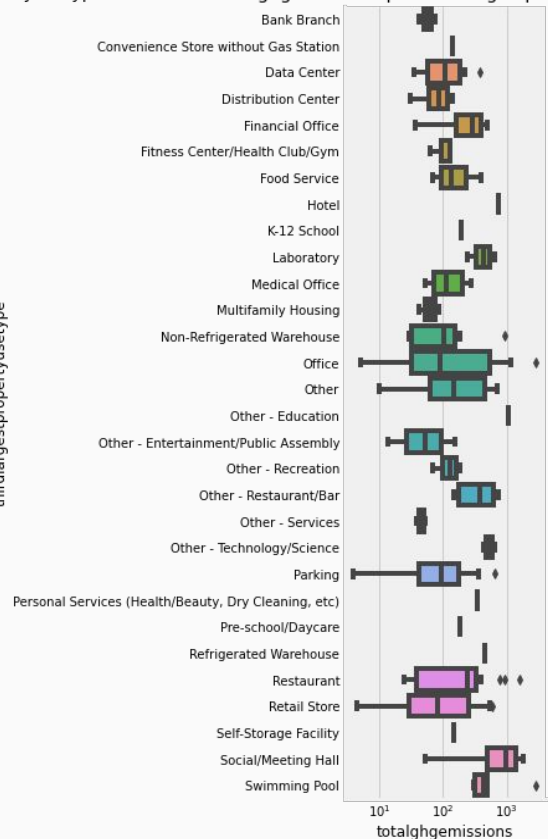 Bank Branch
Convenience Store without Gas Station
Data Center
Distribution Center
Financial Office
Fitness Center/Health Club/Gym
Food Service
Hotel
K-12 School
Laboratory
Medical Office
Multifamily Housing
Non-Refrigerated Warehouse
Office
Other
Other - Education
Other - Entertainment/Public Assembly
Other - Recreation
Other - Restaurant/Bar
Other - Services
Other - Technology/Science
Parking
Personal Services (Health/Beauty, Dry Cleaning, etc)
Pre-school/Daycare
Refrigerated Warehouse
Restaurant
Retail Store
Self-Storage Facility
Social/Meeting Hall
Swimming Pool
10¹ 10² 10³
totalghgemissions